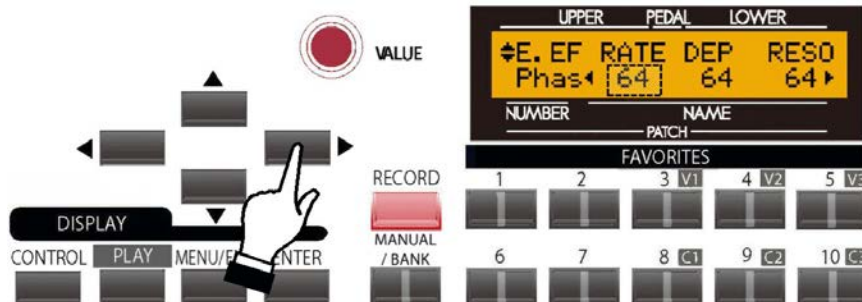 UPPER PEDAL LOWER
E. EF RATE DEP RESO
Phas 64 64 64
NUMBER NAME
PATCH
VALUE
FAVORITES
RECORD
1 2 3 V1 4 V2 5 V3
DISPLAY
MANUAL
/ BANK
CONTROL PLAY MENU/E ENTER
6 7 8 C1 9 C2 10 C3